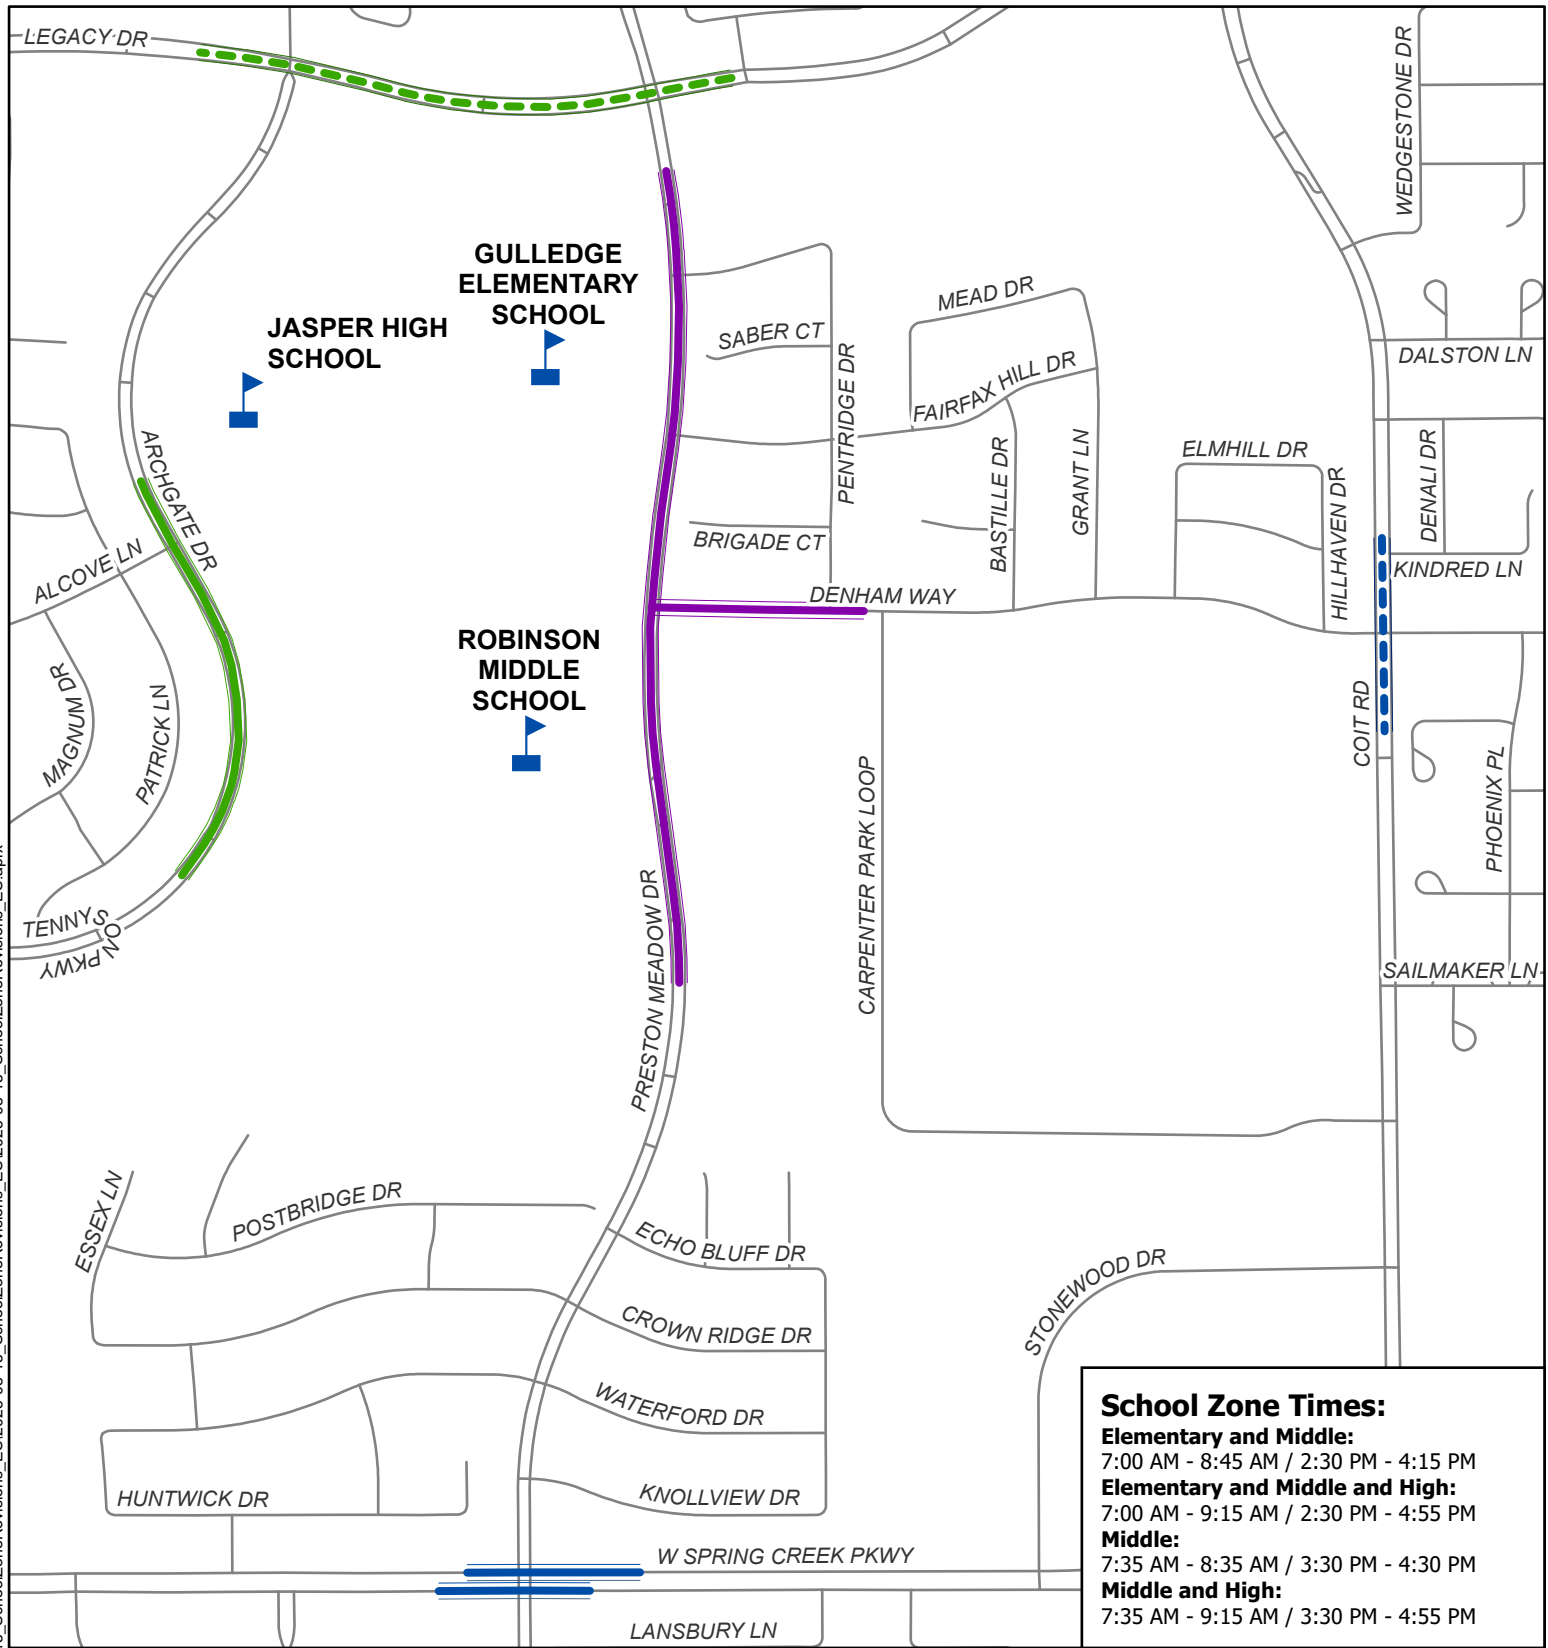 LEGACY DR
WEDGESTONE DR
GULLEDGE
ELEMENTARY
SCHOOL
JASPER HIGH
SCHOOL
MEAD DR
SABER CT
DALSTON LN
PENTRIDGE DR
FAIRFAX HILL DR
ARCHGATE DR
BASTILLE DR
GRANT LN
ELMHILL DR
HILLHAVEN DR
DENALI DR
BRIGADE CT
ALCOVE LN
KINDRED LN
DENHAM WAY
ROBINSON
MIDDLE
SCHOOL
MAGNUM DR
PATRICK LN
COIT RD
PHOENIX PL
CARPENTER PARK LOOP
PRESTON MEADOW DR
TENNYSON PKWY
SAILMAKER LN
ESSEX LN
POSTBRIDGE DR
ECHO BLUFF DR
STONEWOOD DR
CROWN RIDGE DR
WATERFORD DR
HUNTWICK DR
KNOLLVIEW DR
W SPRING CREEK PKWY
LANSBURY LN
School Zone Times:
Elementary and Middle:
7:00 AM - 8:45 AM / 2:30 PM - 4:15 PM
Elementary and Middle and High:
7:00 AM - 9:15 AM / 2:30 PM - 4:55 PM
Middle:
7:35 AM - 8:35 AM / 3:30 PM - 4:30 PM
Middle and High:
7:35 AM - 9:15 AM / 3:30 PM - 4:55 PM